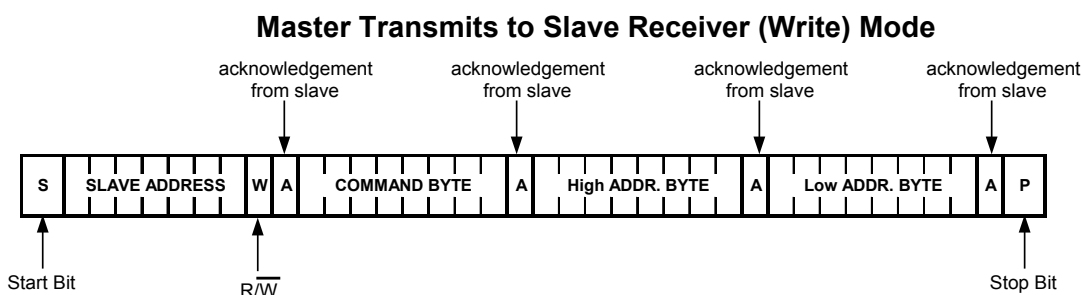 Master Transmits to Slave Receiver (Write) Mode
acknowledgement acknowledgement acknowledgement acknowledgement
from slave from slave from slave from slave
S SLAVE ADDRESS W A COMMAND BYTE A High ADDR. BYTE A Low ADDR. BYTE A P
Start Bit R/W̅ Stop Bit